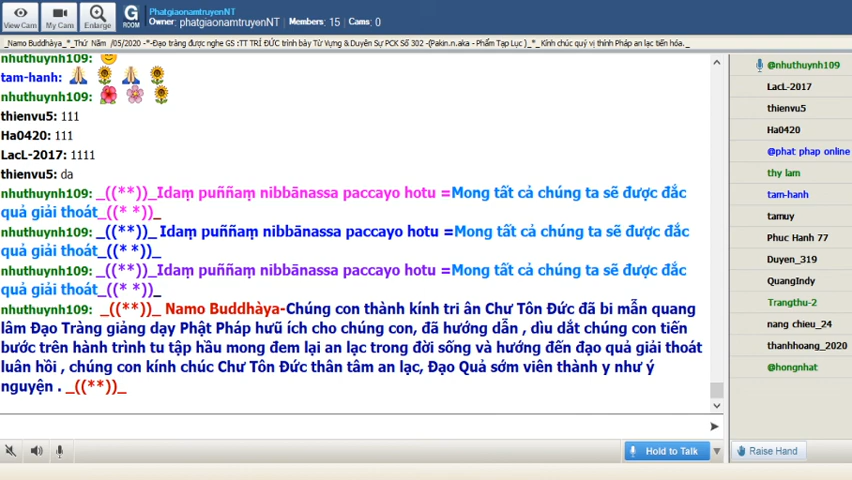 View Cam My Cam Enlarge G ROOM
PhatgiaonamtruyenNT
Owner: phatgiaonamtruyenNT Members: 15 Cams: 0
_Namo Buddhàya_*_Thứ Năm /05/2020 -*-Đạo tràng được nghe GS :TT TRÍ ĐỨC trình bày Từ Vựng &Duyên Sự PCK Số 302 -(Pakin.n.aka - Phẩm Tạp Lục )_*_ Kính chúc quý vị thính Pháp an lạc tiến hóa._
nhuthuynh109:
tam-hanh:
nhuthuynh109:
thienvu5: 111
Ha0420: 111
LacL-2017: 1111
thienvu5: da
nhuthuynh109: _((**))_Idaṃ puññaṃ nibbānassa paccayo hotu =Mong tất cả chúng ta sẽ được đắc
quả giải thoát_((* *))_
nhuthuynh109: _((**))_ Idaṃ puññaṃ nibbānassa paccayo hotu =Mong tất cả chúng ta sẽ được đắc
quả giải thoát_((* *))_
nhuthuynh109: _((**))_Idaṃ puññaṃ nibbānassa paccayo hotu =Mong tất cả chúng ta sẽ được đắc
quả giải thoát_((* *))_
nhuthuynh109: _((**)_ Namo Buddhàya-Chúng con thành kính tri ân Chư Tôn Đức đã bi mẫn quang
lâm Đạo Tràng giảng dạy Phật Pháp hưũ ích cho chúng con, đã hướng dẫn , dìu dắt chúng con tiến
bước trên hành trình tu tập hầu mong đem lại an lạc trong đời sống và hướng đến đạo quả giải thoát
luân hồi , chúng con kính chúc Chư Tôn Đức thân tâm an lạc, Đạo Quả sớm viên thành y như ý
nguyện . _((**)_
@nhuthuynh109
LacL-2017
thienvu5
Ha0420
@phat phap online
thy lam
tam-hanh
tamuy
Phuc Hanh 77
Duyen_319
QuangIndy
Trangthu-2
nang chieu_24
thanhhoang_2020
@hongnhat
Hold to Talk
Raise Hand